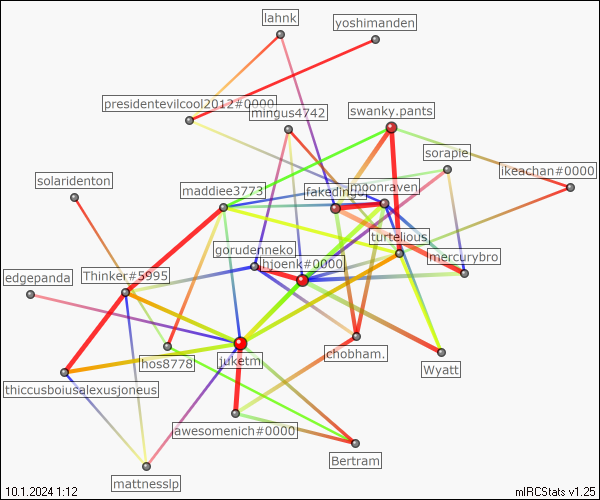 lahnk
yoshimanden
presidentevilcool2012#0000
mingus4742
swanky.pants
sorapie
ikeachan#0000
solaridenton
maddiee3773
fakedingo
moonraven
turtelious
gorudenneko
hjoenk#0000
mercurybro
edgepanda
Thinker#5995
hos8778
juketm
chobham.
Wyatt
thiccusboiusalexusjoneus
awesomenich#0000
Bertram
mattnesslp
10.1.2024 1:12
mIRCStats v1.25